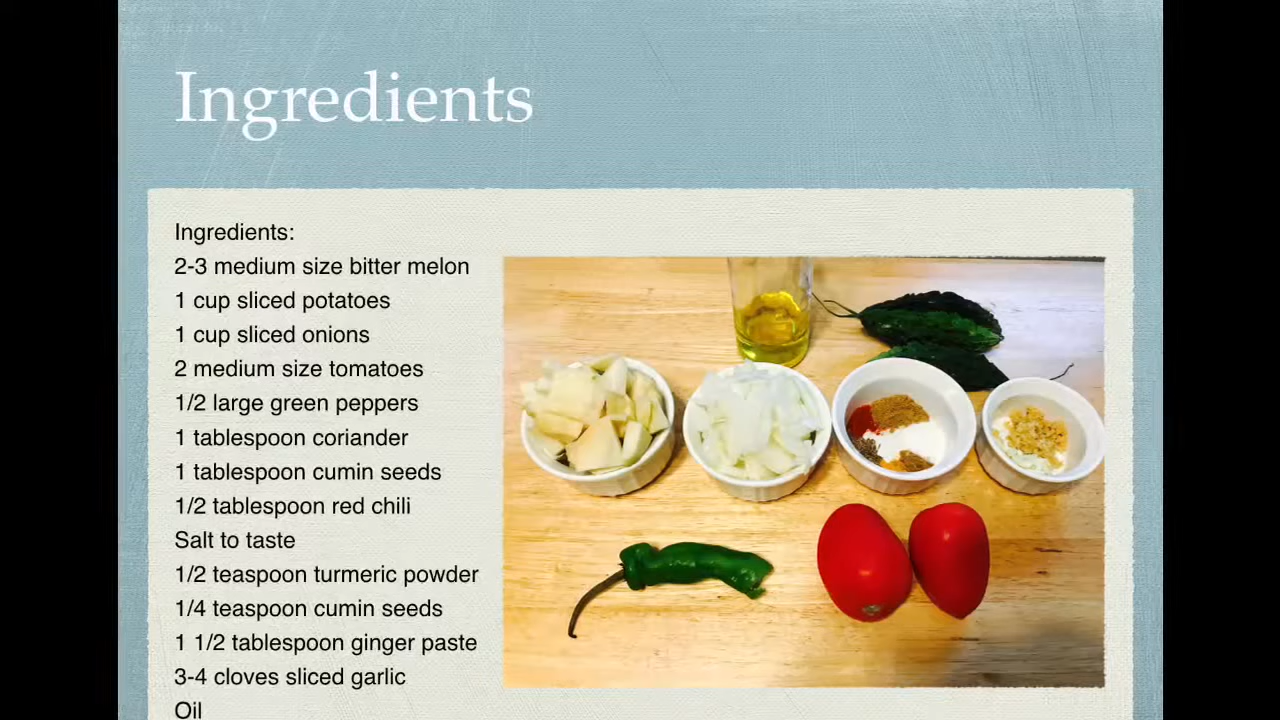 Ingredients
Ingredients:
2-3 medium size bitter melon
1 cup sliced potatoes
1 cup sliced onions
2 medium size tomatoes
1/2 large green peppers
1 tablespoon coriander
1 tablespoon cumin seeds
1/2 tablespoon red chili
Salt to taste
1/2 teaspoon turmeric powder
1/4 teaspoon cumin seeds
1 1/2 tablespoon ginger paste
3-4 cloves sliced garlic
Oil